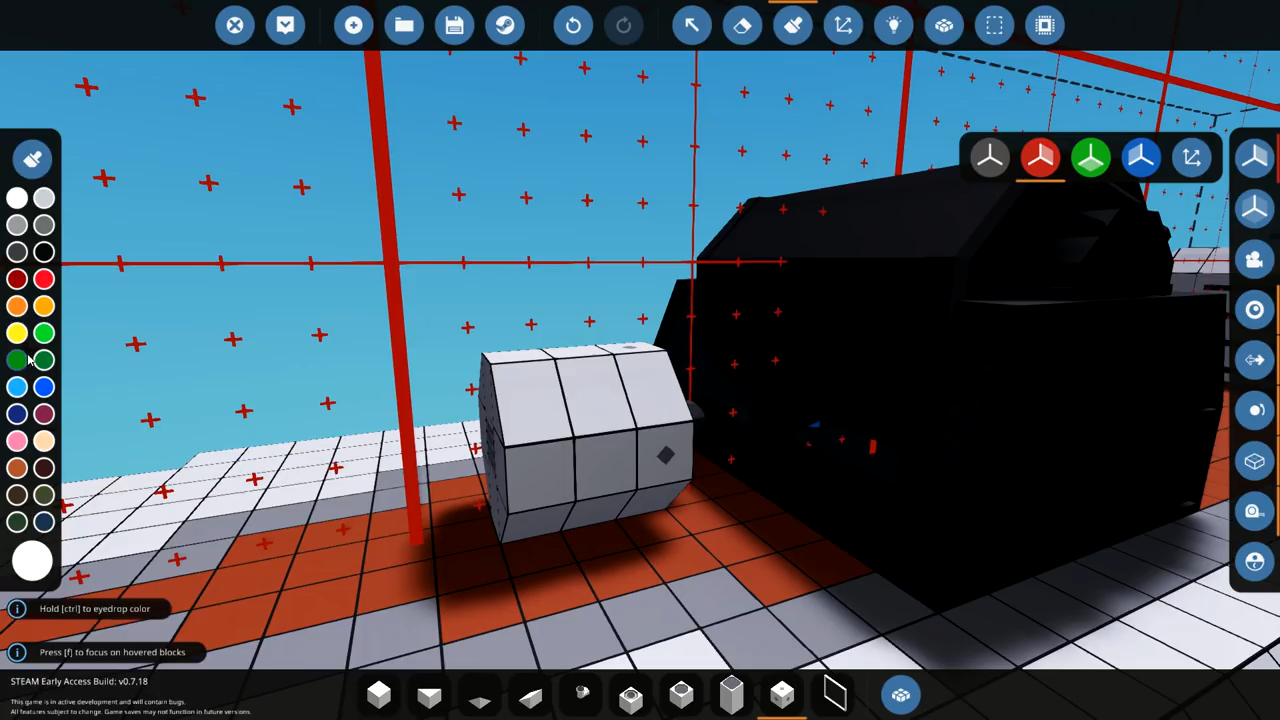 Hold [ctrl] to eyedrop color
Press [f] to focus on hovered blocks
STEAM Early Access Build: v0.7.18
This game is in active development and will contain bugs.
All features subject to change. Game saves may not function in future versions.